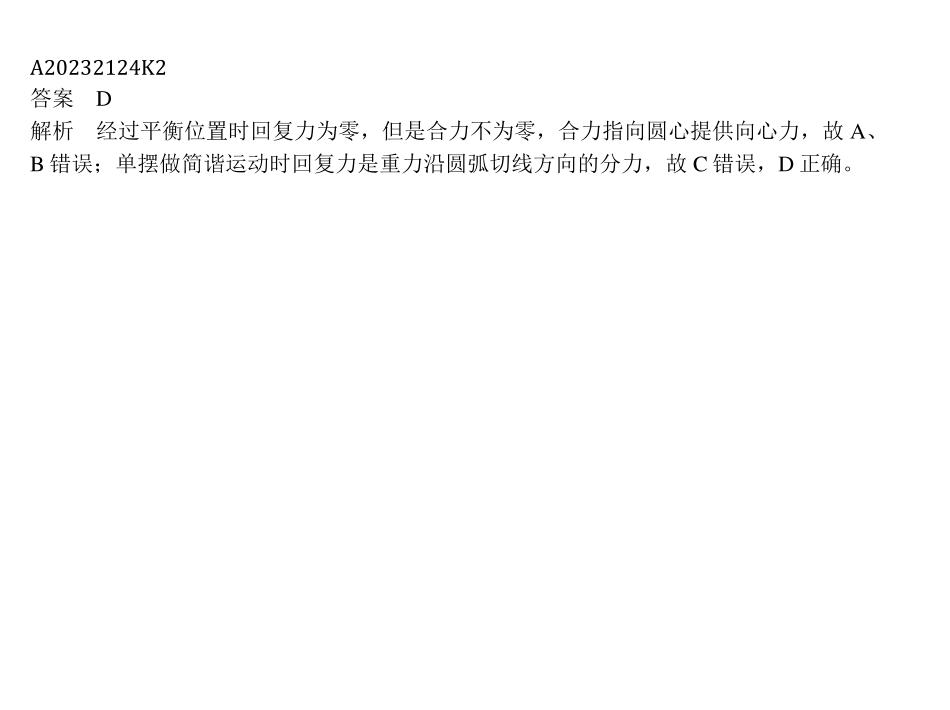 A20232124K2
答案　D
解析　经过平衡位置时回复力为零，但是合力不为零，合力指向圆心提供向心力，故 A、
B 错误；单摆做简谐运动时回复力是重力沿圆弧切线方向的分力，故 C 错误，D 正确。